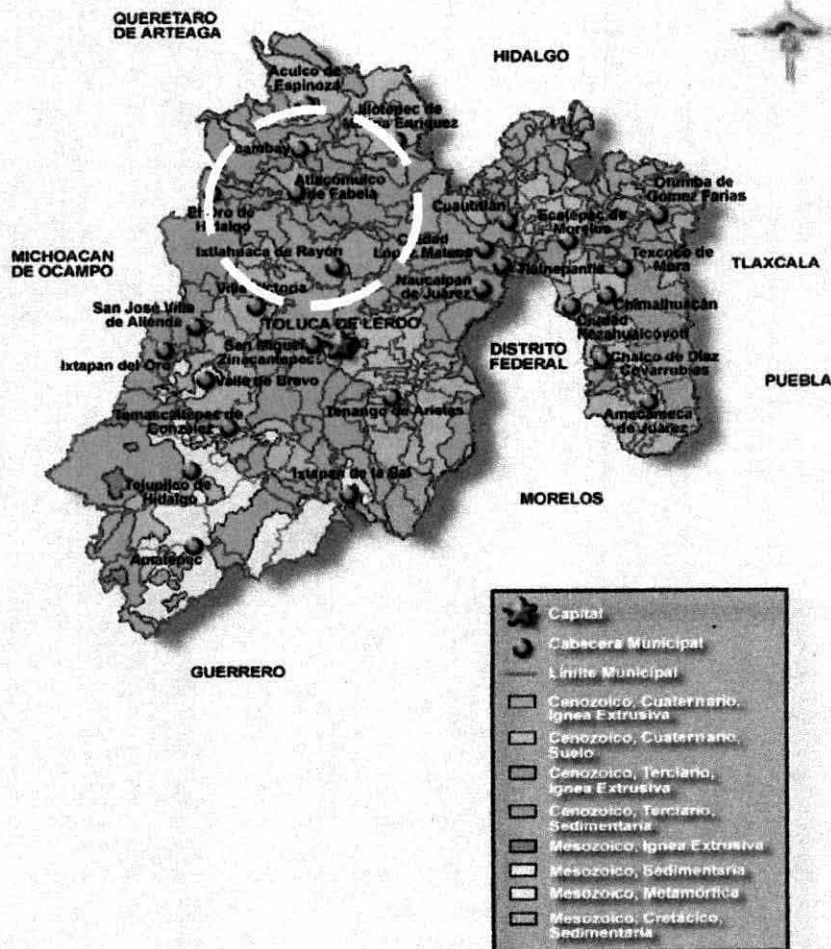 QUERETARO
DE ARTEAGA
HIDALGO
Aculco de
Espinoza
Jilotepec de
Enríquez
Atlacomulco
de Fabela
El Oro de
Hidalgo
Ixtlahuaca de Rayón
Cuautitlán
Ciudad
López Mateos
Ecatepec de
Morelos
Otumba de
Gómez Farías
MICHOACAN
DE OCAMPO
Naucalpan
de Juárez
Tlalnepantla
Texcoco de
Mora
TLAXCALA
Villa Victoria
Chimalhuacán
San José Villa
de Allende
TOLUCA DE LERDO
Ciudad
Nezahualcóyotl
San Miguel
Zinacantepec
DISTRITO
FEDERAL
Chalco de Díaz
Covarrubias
Ixtapan del Oro
Valle de Bravo
PUEBLA
Tenango de Aristas
Amecameca
de Juárez
Temascaltepec de
González
Tejupilco de
Hidalgo
Ixtapan de la Sal
MORELOS
Amatepec
GUERRERO
Capital
Cabecera Municipal
Límite Municipal
Cenozoico, Cuaternario,
Ignea Extrusiva
Cenozoico, Cuaternario,
Suelo
Cenozoico, Terciario,
Ignea Extrusiva
Cenozoico, Terciario,
Sedimentaria
Mesozoico, Ignea Extrusiva
Mesozoico, Sedimentaria
Mesozoico, Metamórfica
Mesozoico, Cretácico,
Sedimentaria